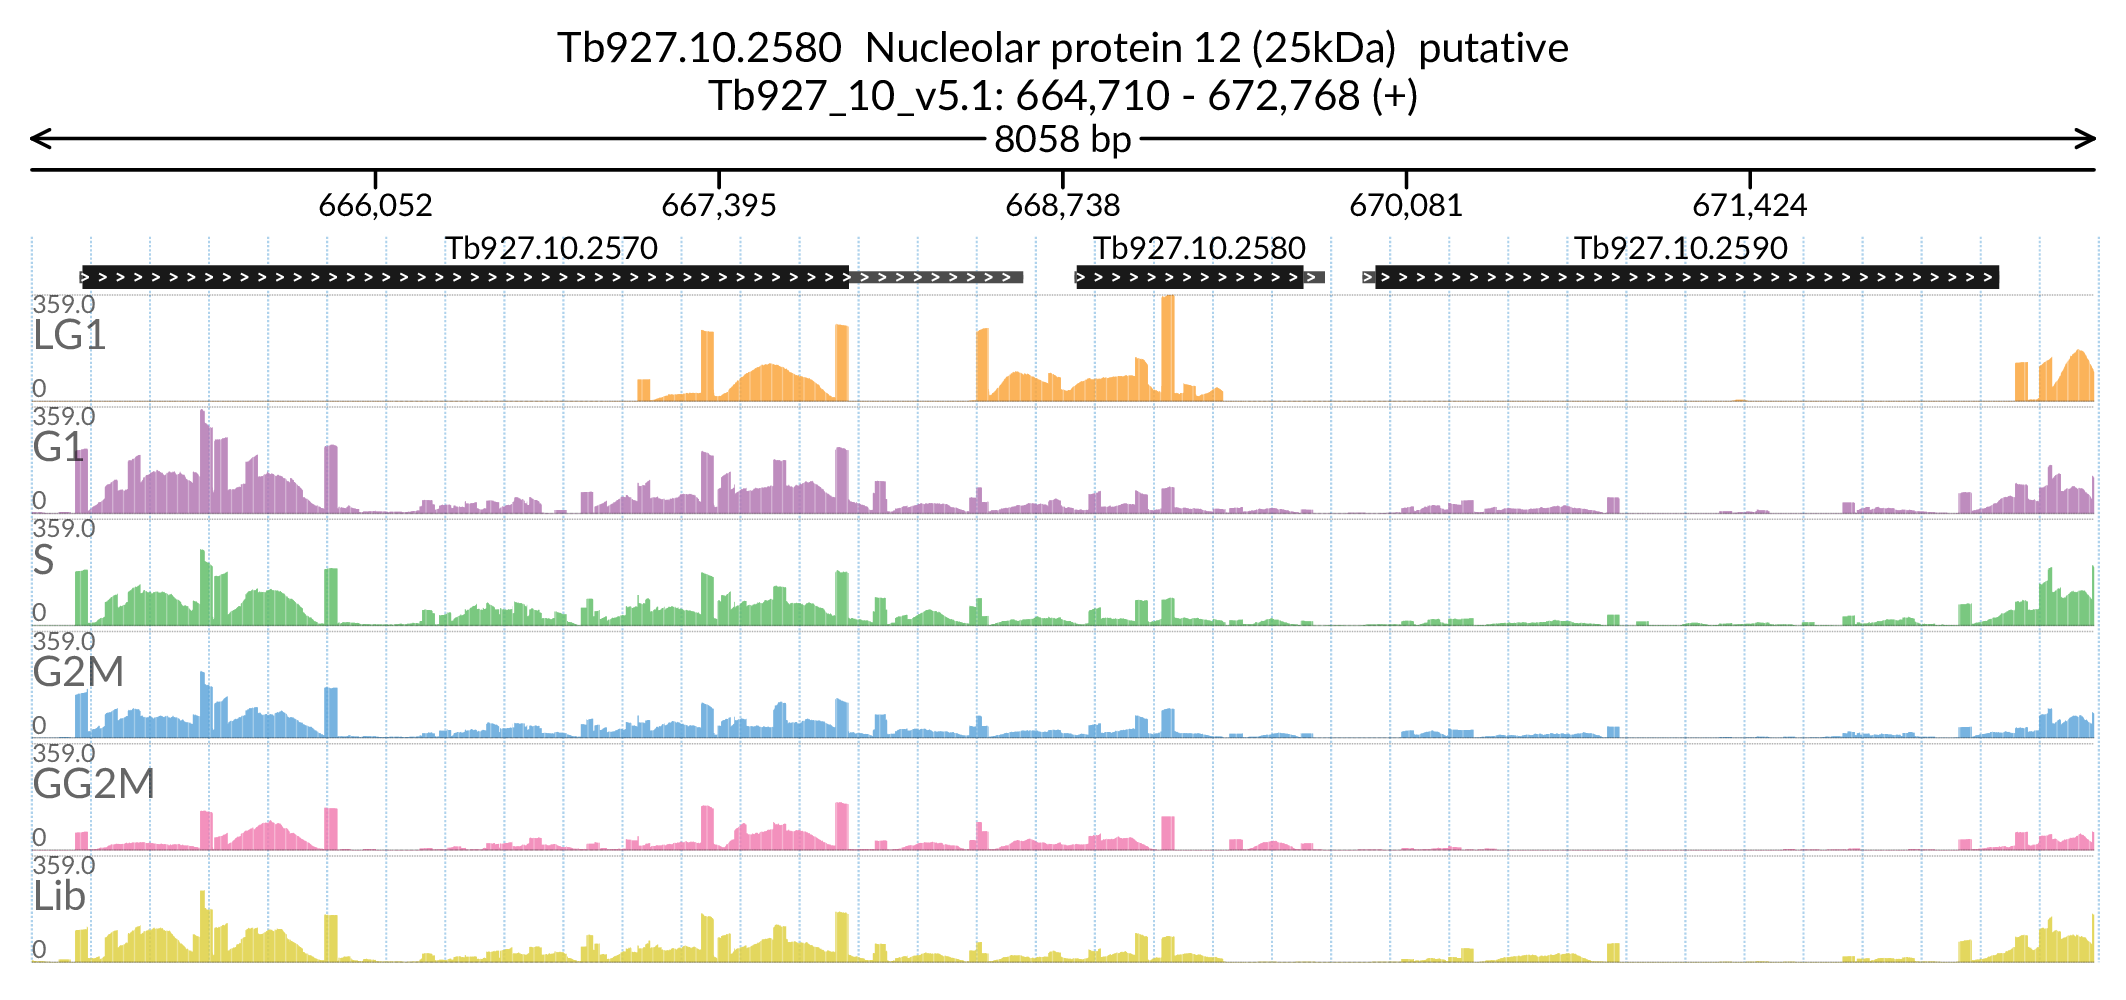 Tb927.10.2580 Nucleolar protein 12 (25kDa) putative
Tb927_10_v5.1: 664,710 - 672,768 (+)
8058 bp
666,052 667,395 668,738 670,081 671,424
Tb927.10.2570 Tb927.10.2580 Tb927.10.2590
359.0
LG1
0
359.0
G1
0
359.0
S
0
359.0
G2M
0
359.0
GG2M
0
359.0
Lib
0